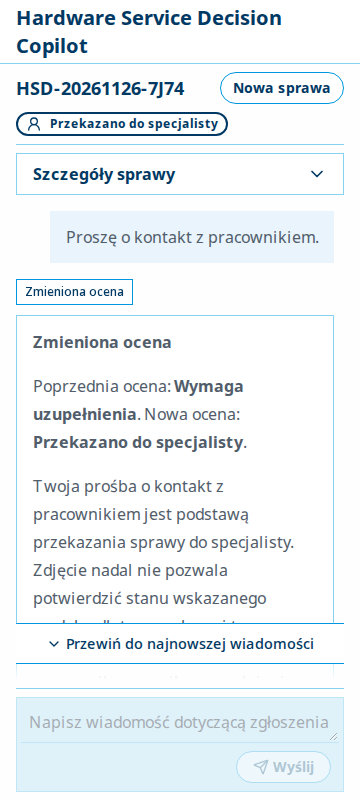 Hardware Service Decision
Copilot
HSD-20261126-7J74
Nowa sprawa
Przekazano do specjalisty
Szczegóły sprawy
Proszę o kontakt z pracownikiem.
Zmieniona ocena
Zmieniona ocena
Poprzednia ocena: Wymaga
uzupełnienia. Nowa ocena:
Przekazano do specjalisty.
Twoja prośba o kontakt z
pracownikiem jest podstawą
przekazania sprawy do specjalisty.
Zdjęcie nadal nie pozwala
potwierdzić stanu wskazanego
Przewiń do najnowszej wiadomości
Napisz wiadomość dotyczącą zgłoszenia
Wyślij